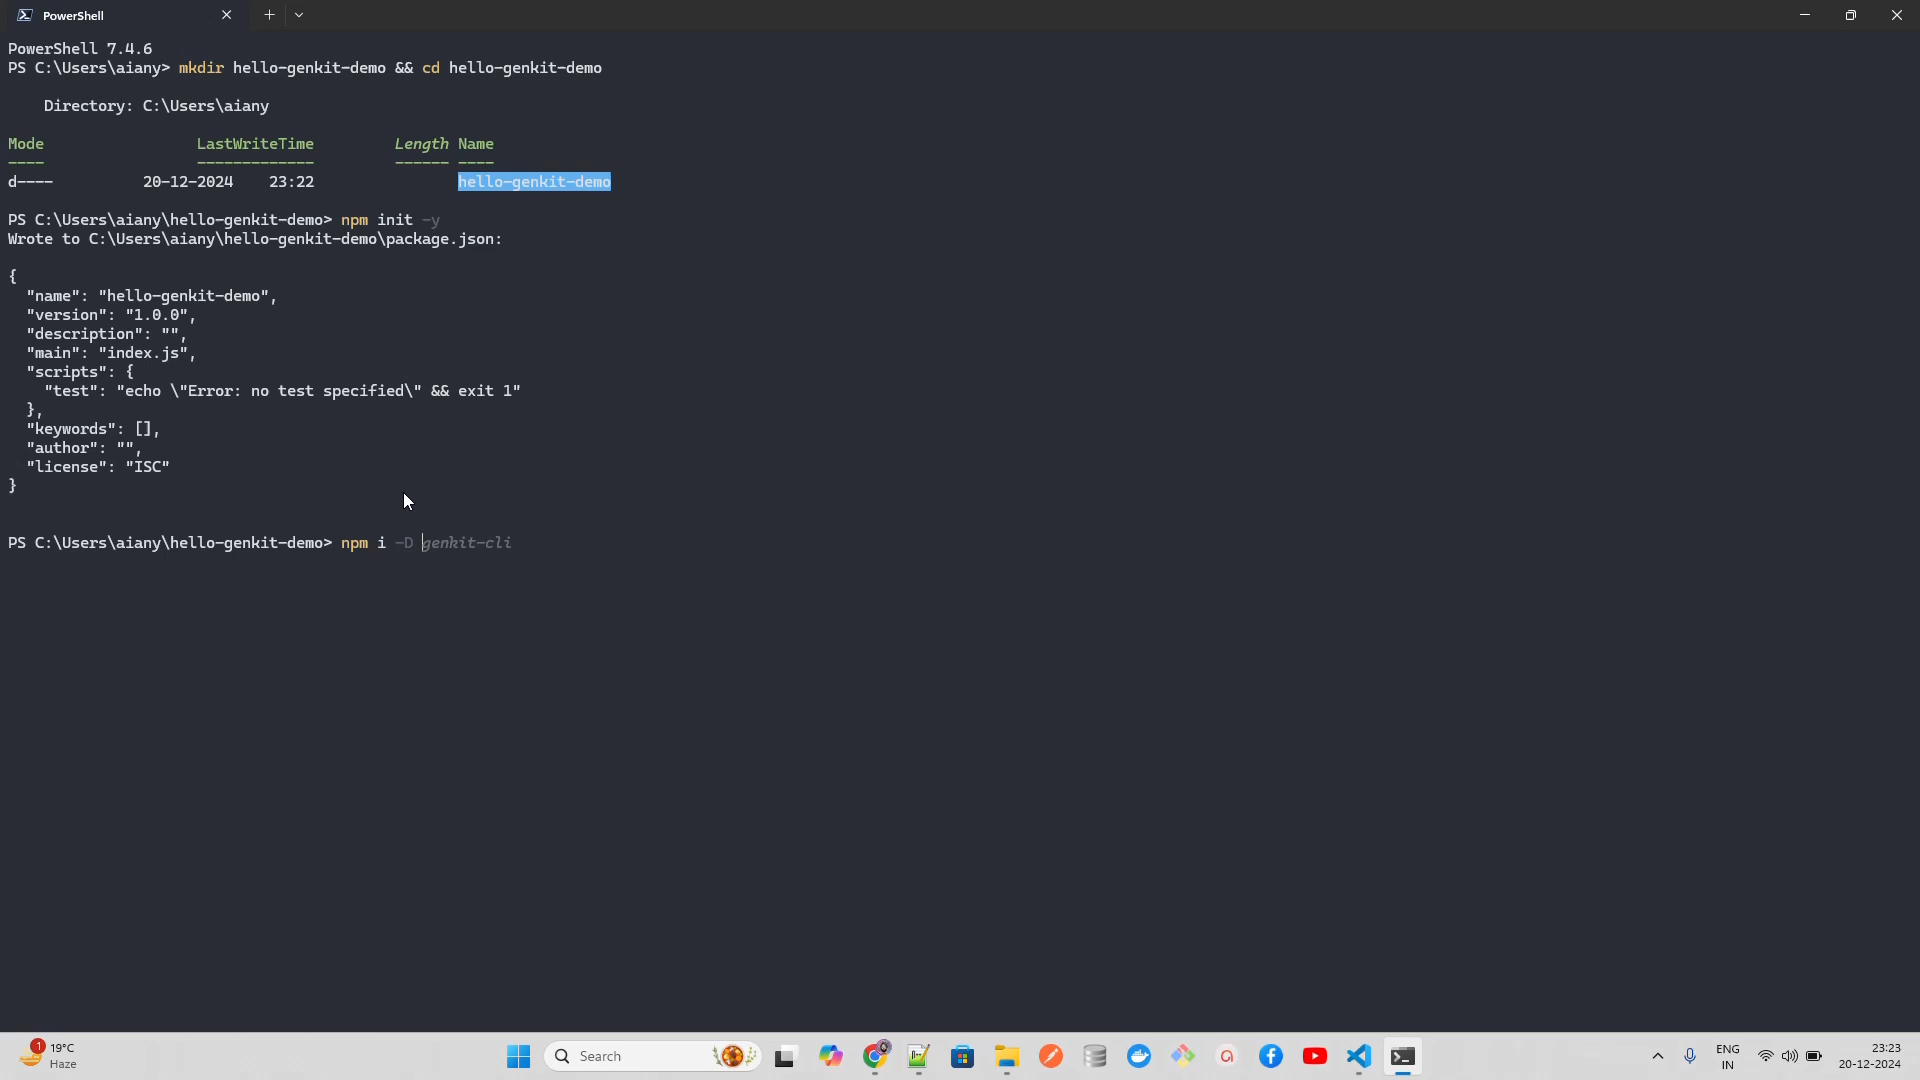 PowerShell
PowerShell 7.4.6
PS C:\Users\aiany> mkdir hello-genkit-demo && cd hello-genkit-demo
Directory: C:\Users\aiany
Mode LastWriteTime Length Name
---- ------------- ------ ----
d---- 20-12-2024 23:22 hello-genkit-demo
PS C:\Users\aiany\hello-genkit-demo> npm init -y
Wrote to C:\Users\aiany\hello-genkit-demo\package.json:
{
"name": "hello-genkit-demo",
"version": "1.0.0",
"description": "",
"main": "index.js",
"scripts": {
"test": "echo \"Error: no test specified\" && exit 1"
},
"keywords": [],
"author": "",
"license": "ISC"
}
PS C:\Users\aiany\hello-genkit-demo> npm i -D genkit-cli
1
19°C
Haze
Search
ENG
IN
23:23
20-12-2024